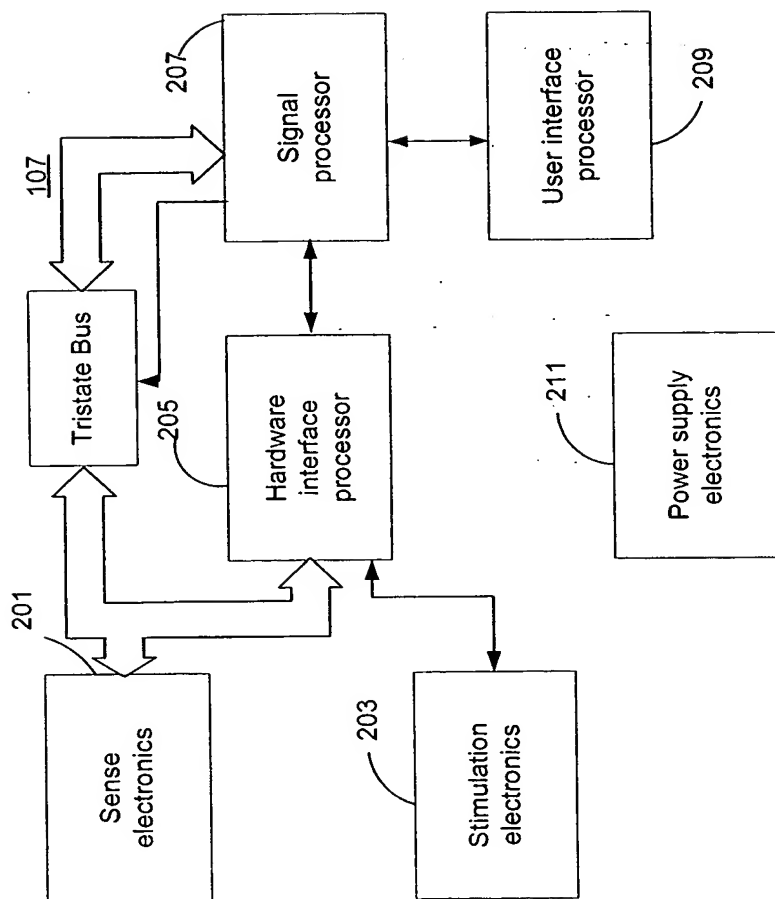 107
207
Signal
processor
Tristate Bus
205
Hardware
interface
processor
User interface
processor
209
201
Sense
electronics
203
Stimulation
electronics
211
Power supply
electronics